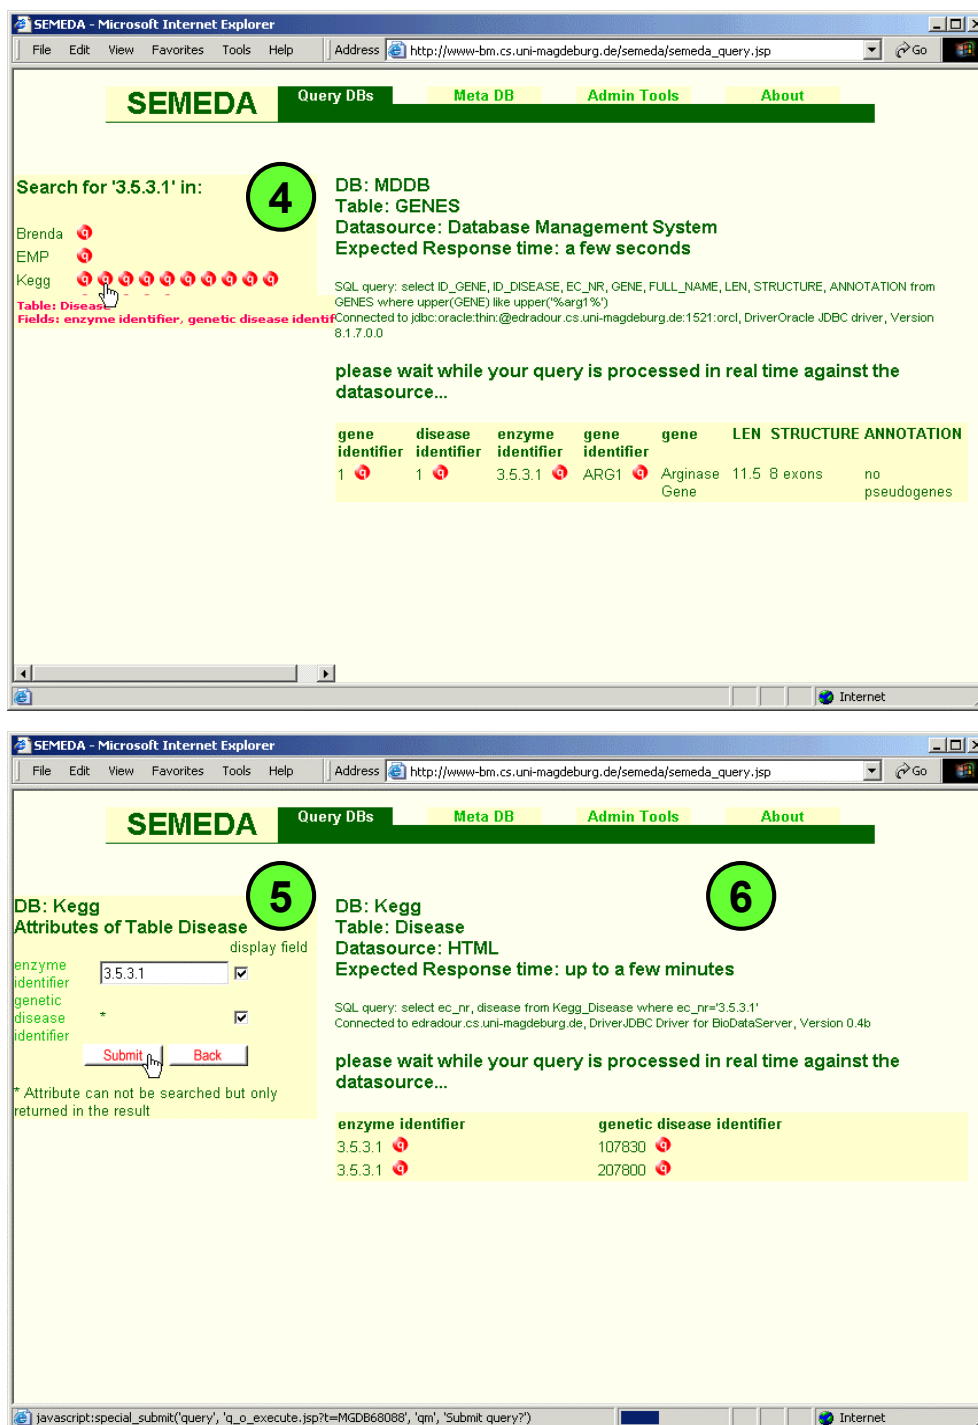 SEMEDA - Microsoft Internet Explorer
File Edit View Favorites Tools Help Address http://www-bm.cs.uni-magdeburg.de/semeda/semeda_query.jsp Go
SEMEDA Query DBs Meta DB Admin Tools About
Search for '3.5.3.1' in:
4
Brenda q
EMP q
Kegg q q q q q q q q q q
Table: Disease
Fields: enzyme identifier, genetic disease identif
DB: MDDB
Table: GENES
Datasource: Database Management System
Expected Response time: a few seconds
SQL query: select ID_GENE, ID_DISEASE, EC_NR, GENE, FULL_NAME, LEN, STRUCTURE, ANNOTATION from
GENES where upper(GENE) like upper('%arg1%')
Connected to jdbc:oracle:thin:@edradour.cs.uni-magdeburg.de:1521:orcl, DriverOracle JDBC driver, Version
8.1.7.0.0
please wait while your query is processed in real time against the
datasource...
gene disease enzyme gene gene LEN STRUCTURE ANNOTATION
identifier identifier identifier identifier
1 q 1 q 3.5.3.1 q ARG1 q Arginase 11.5 8 exons no
Gene pseudogenes
Internet
SEMEDA - Microsoft Internet Explorer
File Edit View Favorites Tools Help Address http://www-bm.cs.uni-magdeburg.de/semeda/semeda_query.jsp Go
SEMEDA Query DBs Meta DB Admin Tools About
5
DB: Kegg
Attributes of Table Disease
display field
enzyme
identifier 3.5.3.1
genetic
disease *
identifier
Submit Back
* Attribute can not be searched but only
returned in the result
6
DB: Kegg
Table: Disease
Datasource: HTML
Expected Response time: up to a few minutes
SQL query: select ec_nr, disease from Kegg_Disease where ec_nr='3.5.3.1'
Connected to edradour.cs.uni-magdeburg.de, DriverJDBC Driver for BioDataServer, Version 0.4b
please wait while your query is processed in real time against the
datasource...
enzyme identifier genetic disease identifier
3.5.3.1 q 107830 q
3.5.3.1 q 207800 q
javascript:special_submit('query', 'q_o_execute.jsp?t=MGDB68088', 'qm', 'Submit query?') Internet